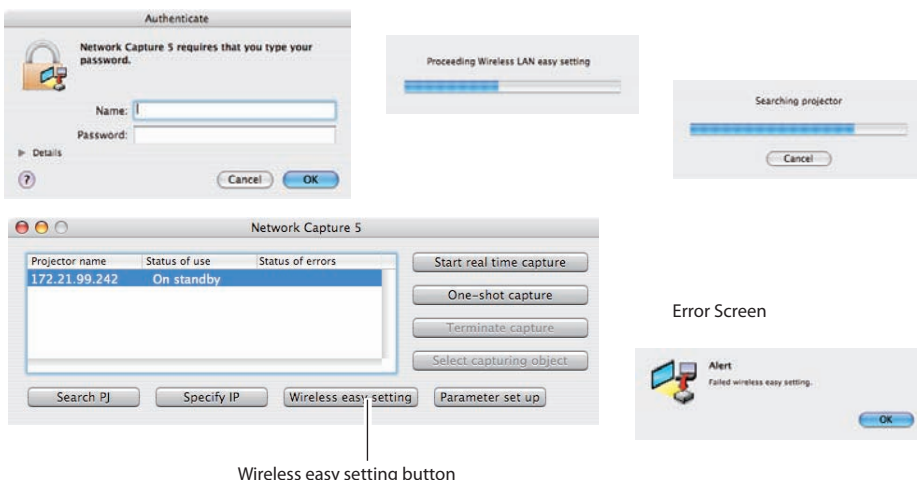 Authenticate
Network Capture 5 requires that you type your
password.
Name:
Password:
Details
?
Cancel
OK
Proceeding Wireless LAN easy setting
Searching projector
Cancel
Network Capture 5
Projector name Status of use Status of errors
172.21.99.242 On standby
Start real time capture
One-shot capture
Terminate capture
Select capturing object
Search PJ
Specify IP
Wireless easy setting
Parameter set up
Wireless easy setting button
Error Screen
Alert
Failed wireless easy setting.
OK